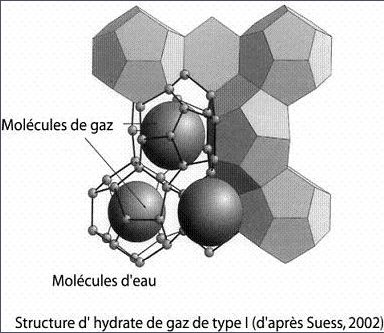 Molécules de gaz
Molécules d'eau
Structure d' hydrate de gaz de type I (d'après Suess, 2002)